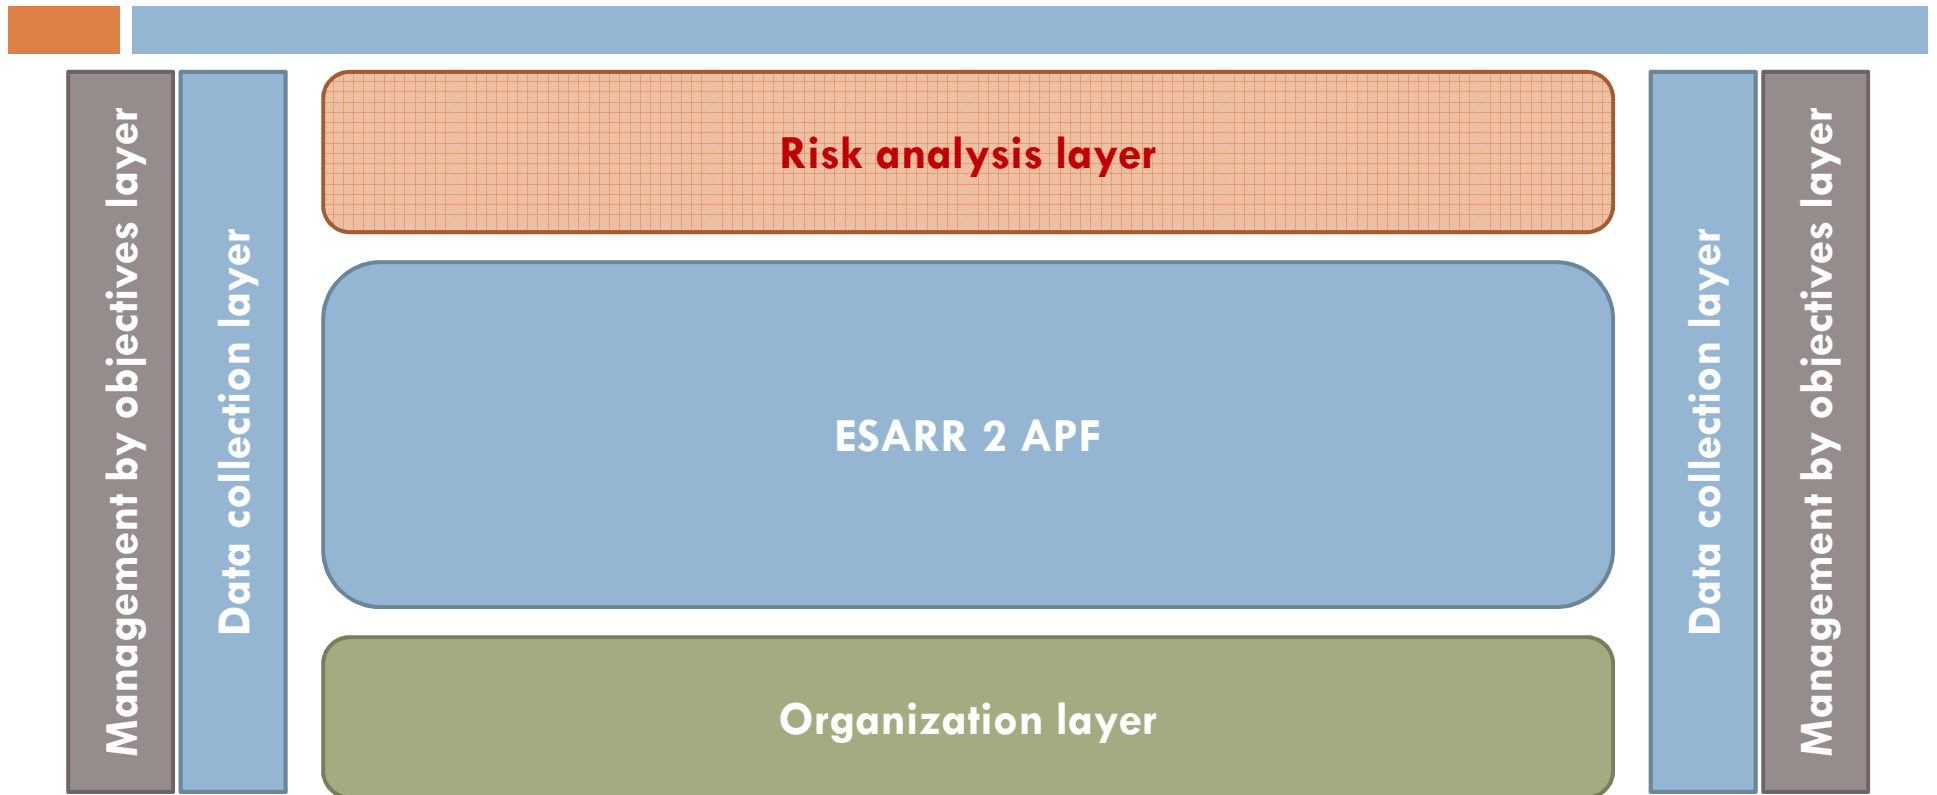 Management by objectives layer
Data collection layer
Risk analysis layer
ESARR 2 APF
Organization layer
Data collection layer
Management by objectives layer